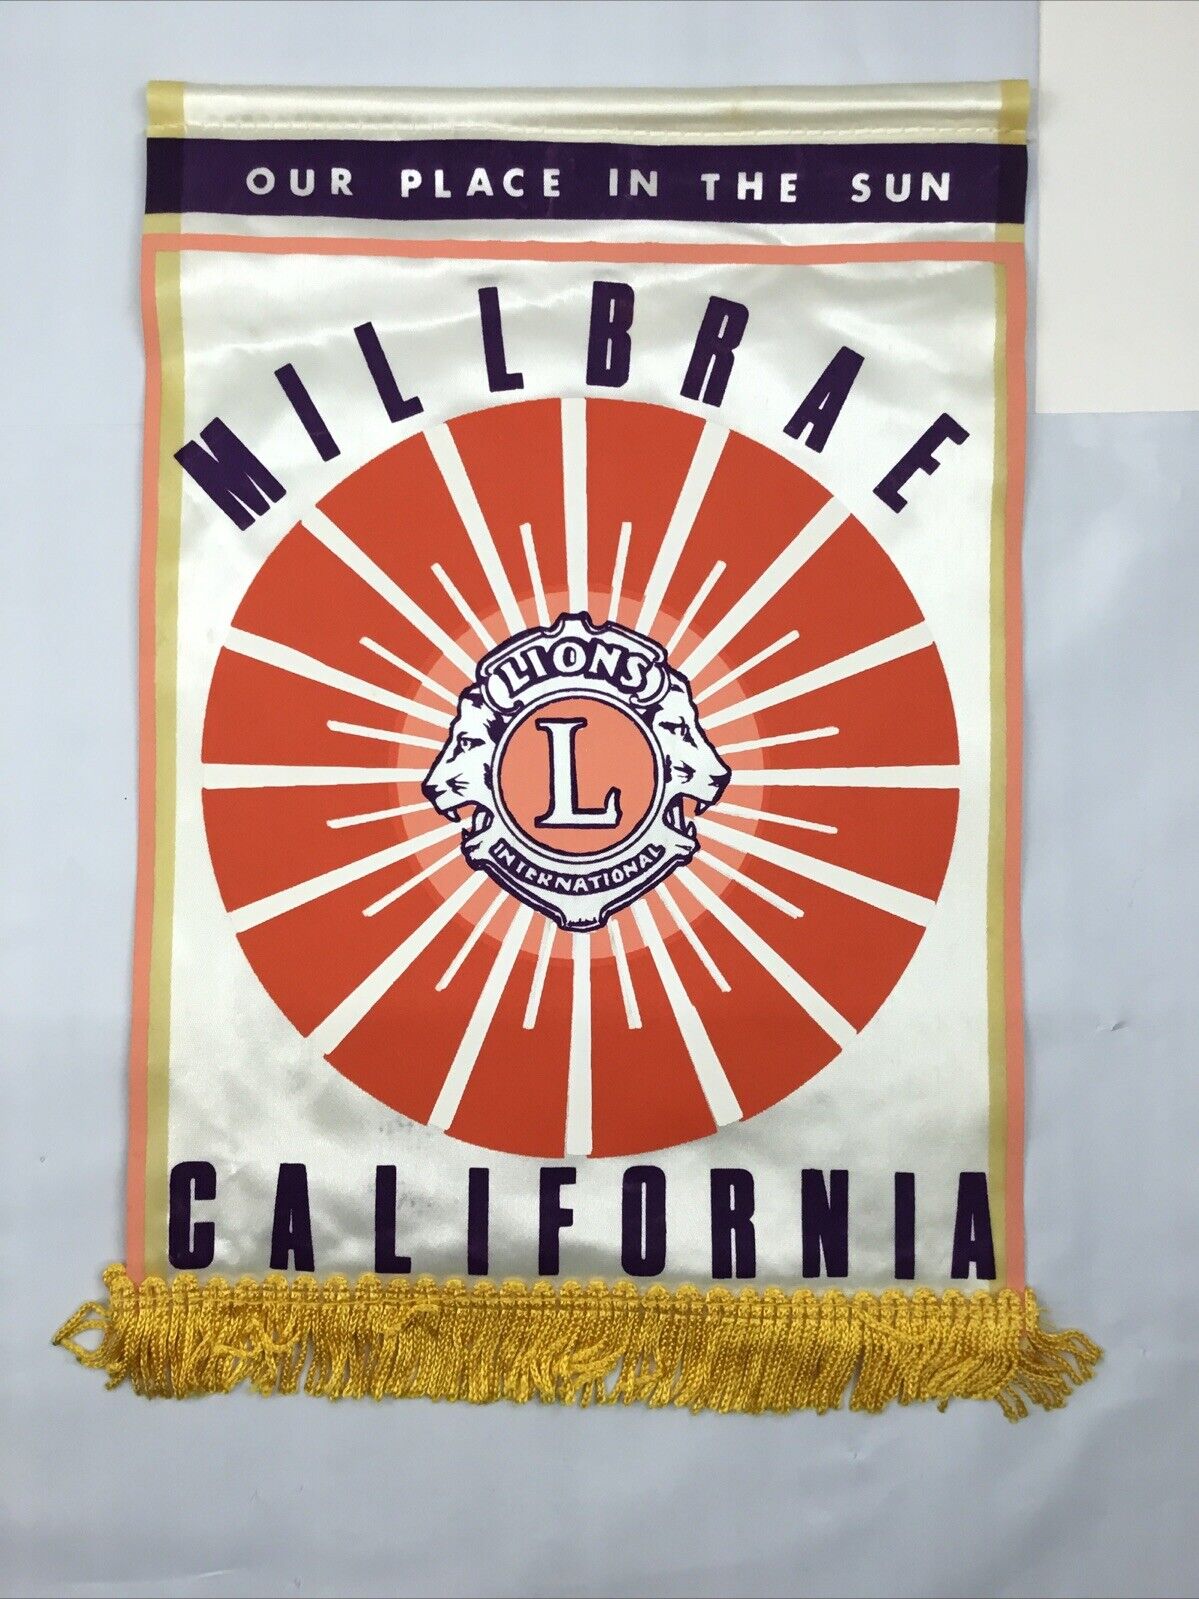 OUR PLACE IN THE SUN
MILLBRAE
LIONS
L
INTERNATIONAL
CALIFORNIA